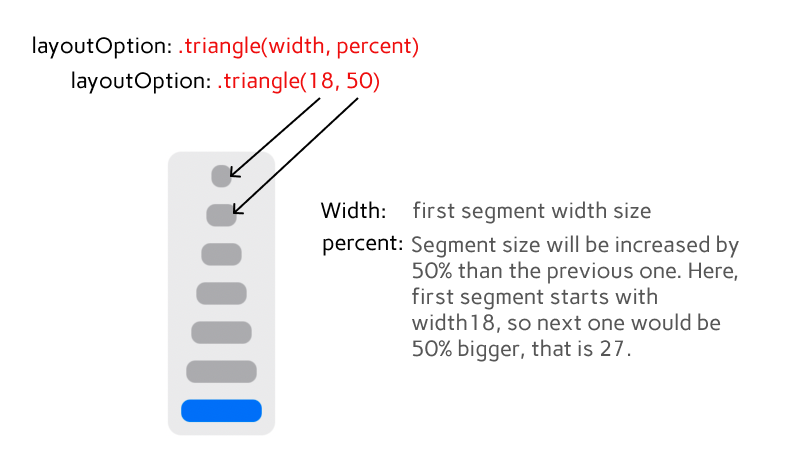 layoutOption: .triangle(width, percent)
layoutOption: .triangle(18, 50)
Width: first segment width size
percent: Segment size will be increased by
50% than the previous one. Here,
first segment starts with
width18, so next one would be
50% bigger, that is 27.